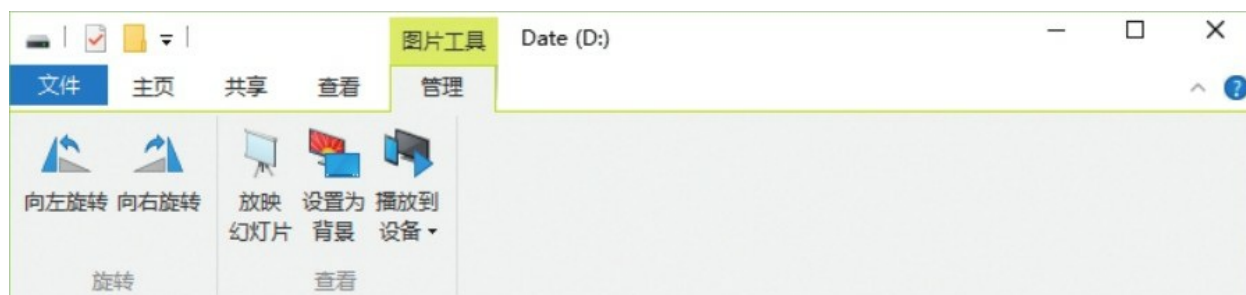 图片工具 Date (D:)
文件 主页 共享 查看 管理
向左旋转 向右旋转 放映 设置为 播放到
幻灯片 背景 设备
旋转 查看